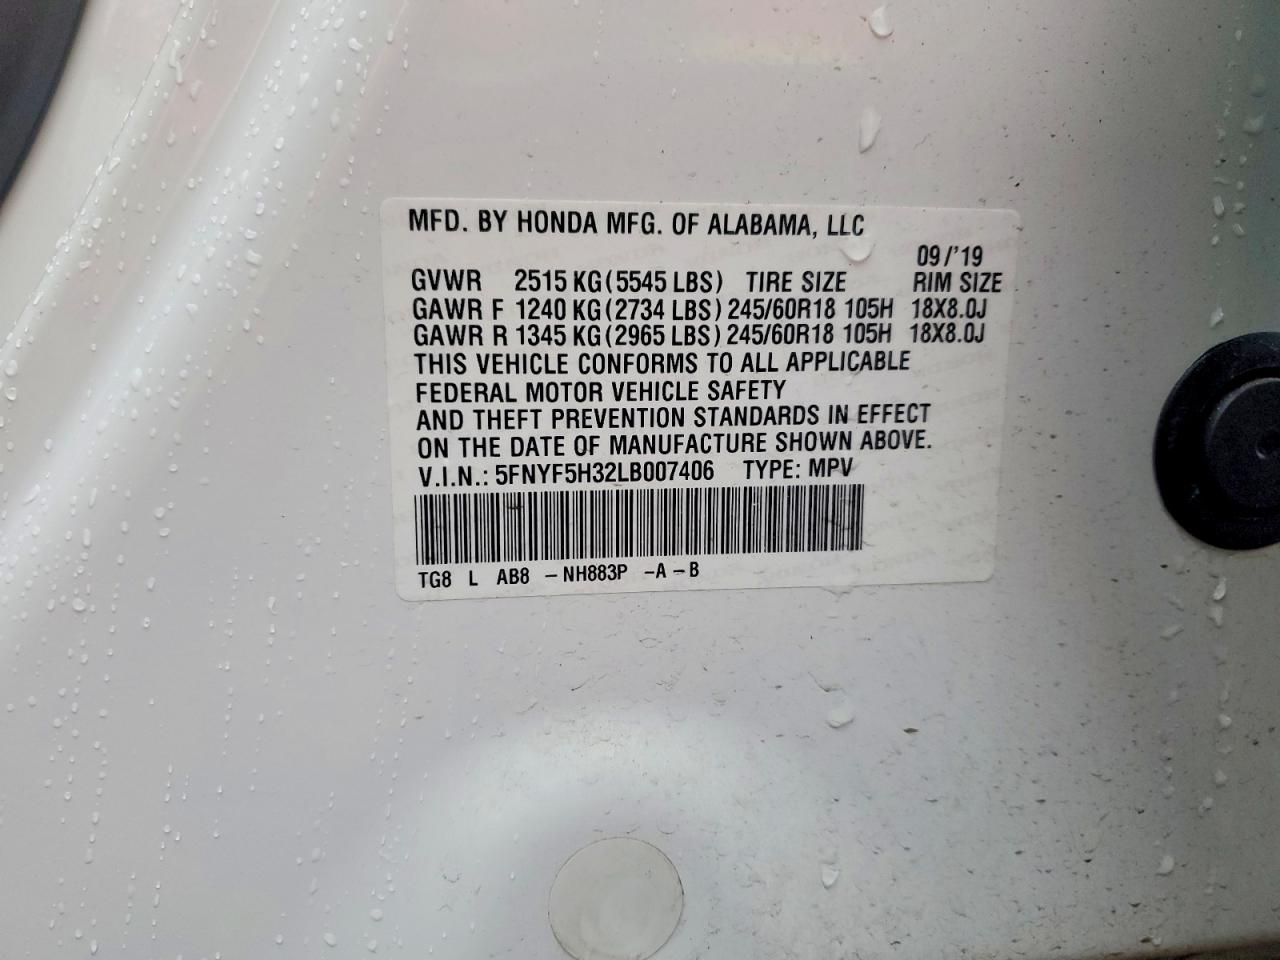 MFD. BY HONDA MFG. OF ALABAMA, LLC
09/'19
GVWR 2515 KG (5545 LBS) TIRE SIZE RIM SIZE
GAWR F 1240 KG (2734 LBS) 245/60R18 105H 18X8.0J
GAWR R 1345 KG (2965 LBS) 245/60R18 105H 18X8.0J
THIS VEHICLE CONFORMS TO ALL APPLICABLE
FEDERAL MOTOR VEHICLE SAFETY
AND THEFT PREVENTION STANDARDS IN EFFECT
ON THE DATE OF MANUFACTURE SHOWN ABOVE.
V.I.N.: 5FNYF5H32LB007406 TYPE: MPV
TG8 L AB8 -NH883P -A-B